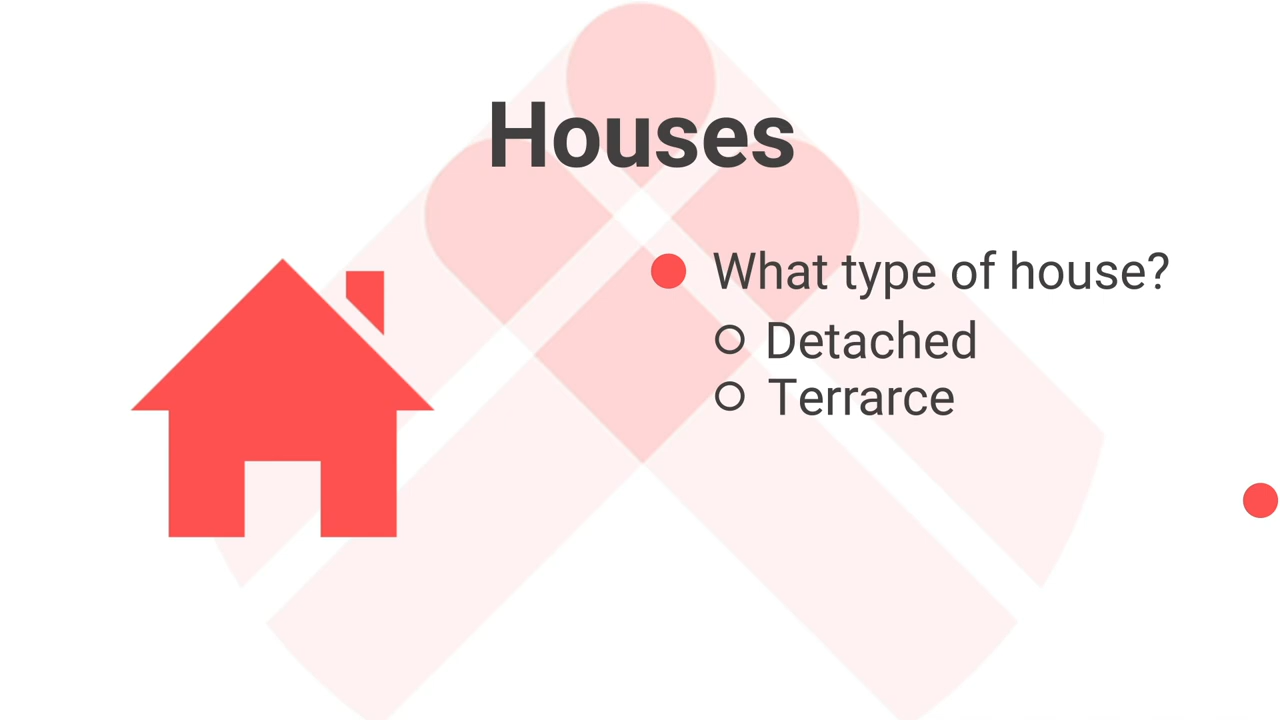 Houses
What type of house?
Detached
Terrarce